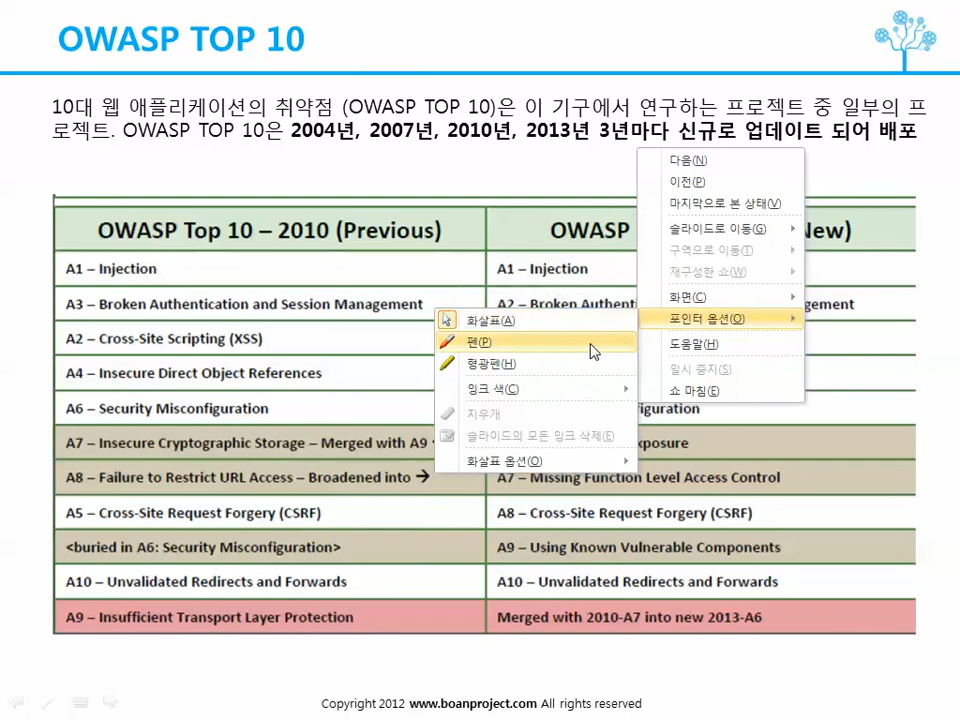 OWASP TOP 10
10대 웹 애플리케이션의 취약점 (OWASP TOP 10)은 이 기구에서 연구하는 프로젝트 중 일부의 프
로젝트. OWASP TOP 10은 2004년, 2007년, 2010년, 2013년 3년마다 신규로 업데이트 되어 배포
OWASP Top 10 – 2010 (Previous)
OWASP
New)
A1 – Injection
A1 – Injection
A3 – Broken Authentication and Session Management
A2 – Broken Authent
gement
A2 – Cross-Site Scripting (XSS)
A4 – Insecure Direct Object References
A6 – Security Misconfiguration
iguration
A7 – Insecure Cryptographic Storage – Merged with A9
xposure
A8 – Failure to Restrict URL Access – Broadened into →
A7 – Missing Function Level Access Control
A5 – Cross-Site Request Forgery (CSRF)
A8 – Cross-Site Request Forgery (CSRF)
<buried in A6: Security Misconfiguration>
A9 – Using Known Vulnerable Components
A10 – Unvalidated Redirects and Forwards
A10 – Unvalidated Redirects and Forwards
A9 – Insufficient Transport Layer Protection
Merged with 2010-A7 into new 2013-A6
다음(N)
이전(P)
마지막으로 본 상태(V)
슬라이드로 이동(G)
구역으로 이동(T)
재구성한 쇼(W)
화면(C)
포인터 옵션(O)
도움말(H)
일시 중지(S)
쇼 마침(E)
화살표(A)
펜(P)
형광펜(H)
잉크 색(C)
지우개
슬라이드의 모든 잉크 삭제(E)
화살표 옵션(O)
Copyright 2012 www.boanproject.com All rights reserved